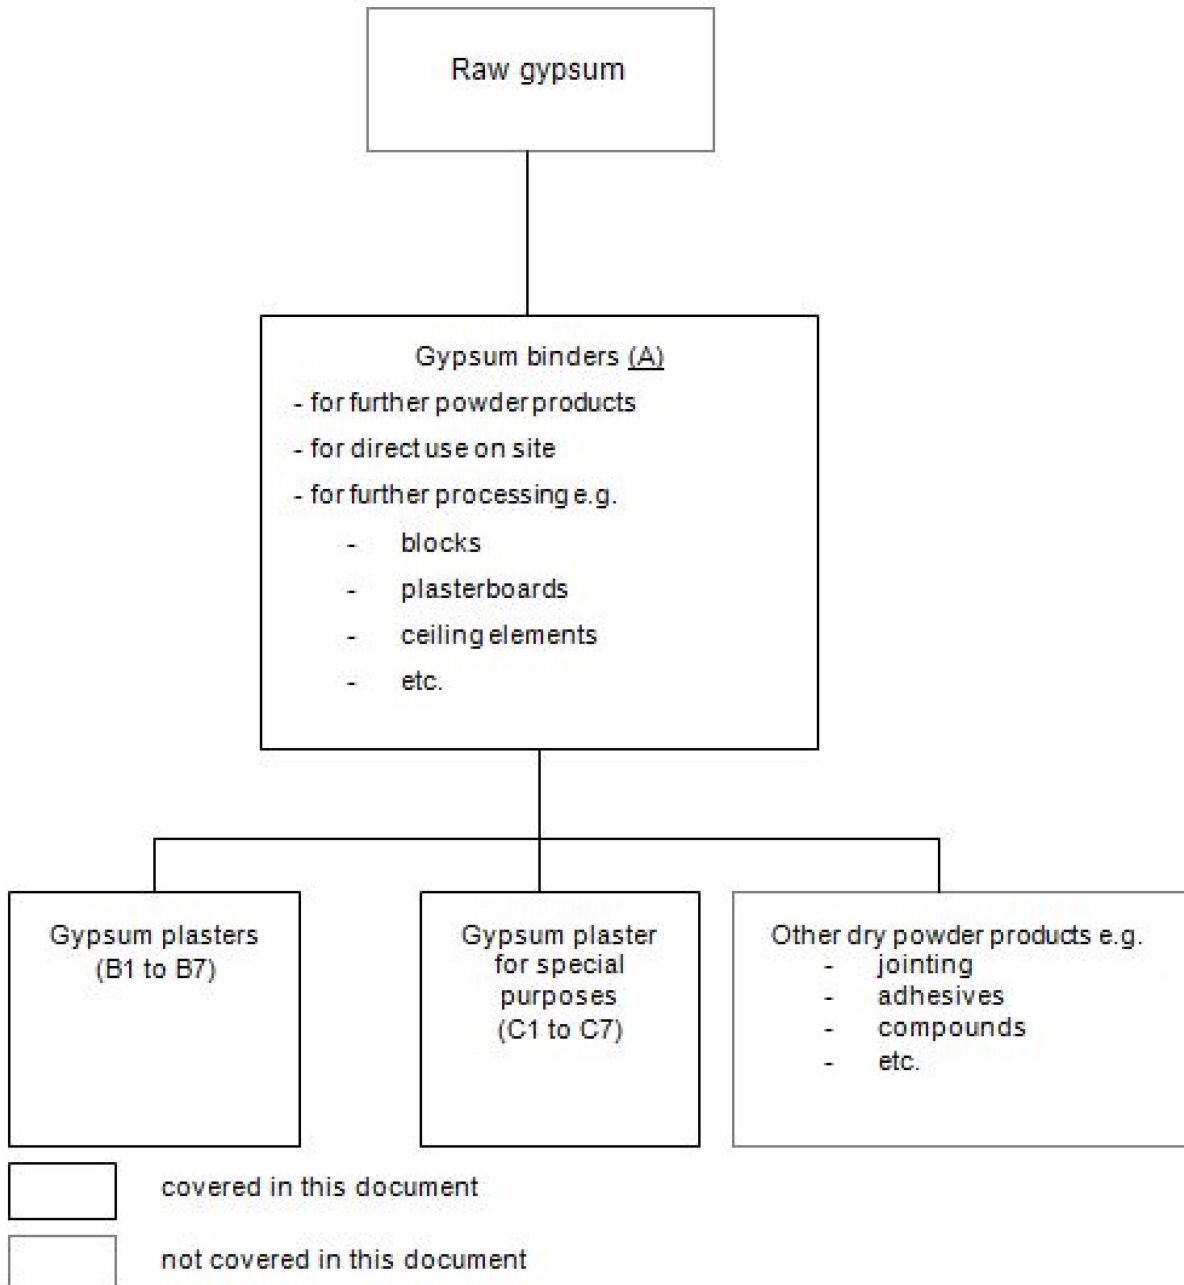 Raw gypsum
Gypsum binders (A)
- for further powder products
- for direct use on site
- for further processing e.g.
- blocks
- plasterboards
- ceiling elements
- etc.
Gypsum plasters
(B1 to B7)
Gypsum plaster
for special
purposes
(C1 to C7)
Other dry powder products e.g.
- jointing
- adhesives
- compounds
- etc.
covered in this document
not covered in this document